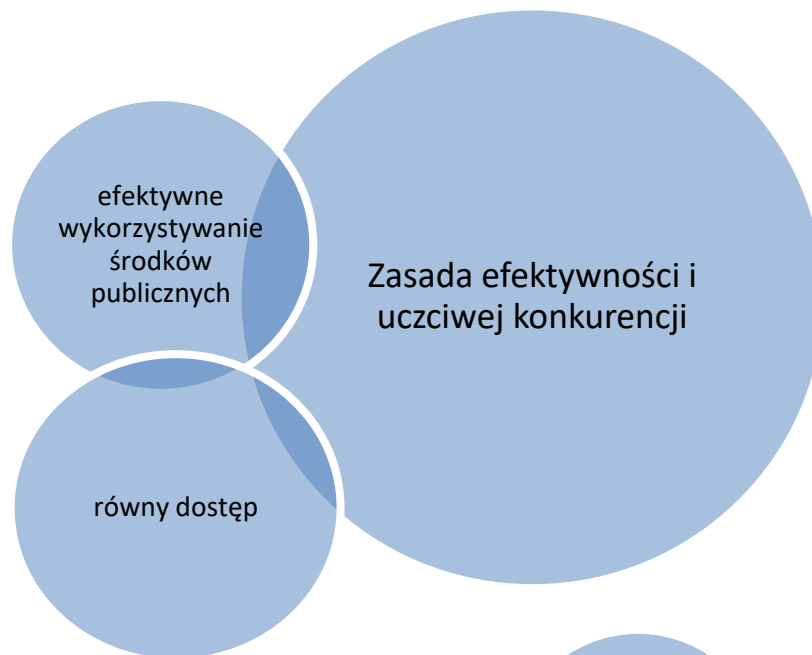 efektywne
wykorzystywanie
środków
publicznych
Zasada efektywności i
uczciwej konkurencji
równy dostęp